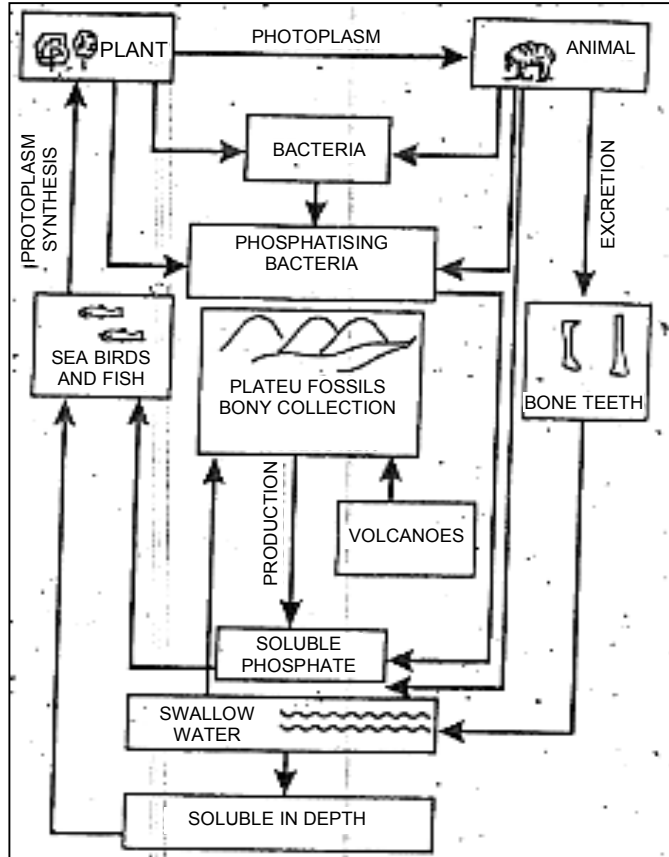 PHOTOPLASM
PLANT
ANIMAL
BACTERIA
PROTOPLASM
SYNTHESIS
EXCRETION
PHOSPHATISING
BACTERIA
SEA BIRDS
AND FISH
PLATEU FOSSILS
BONY COLLECTION
BONE TEETH
PRODUCTION
VOLCANOES
SOLUBLE
PHOSPHATE
SWALLOW
WATER
SOLUBLE IN DEPTH